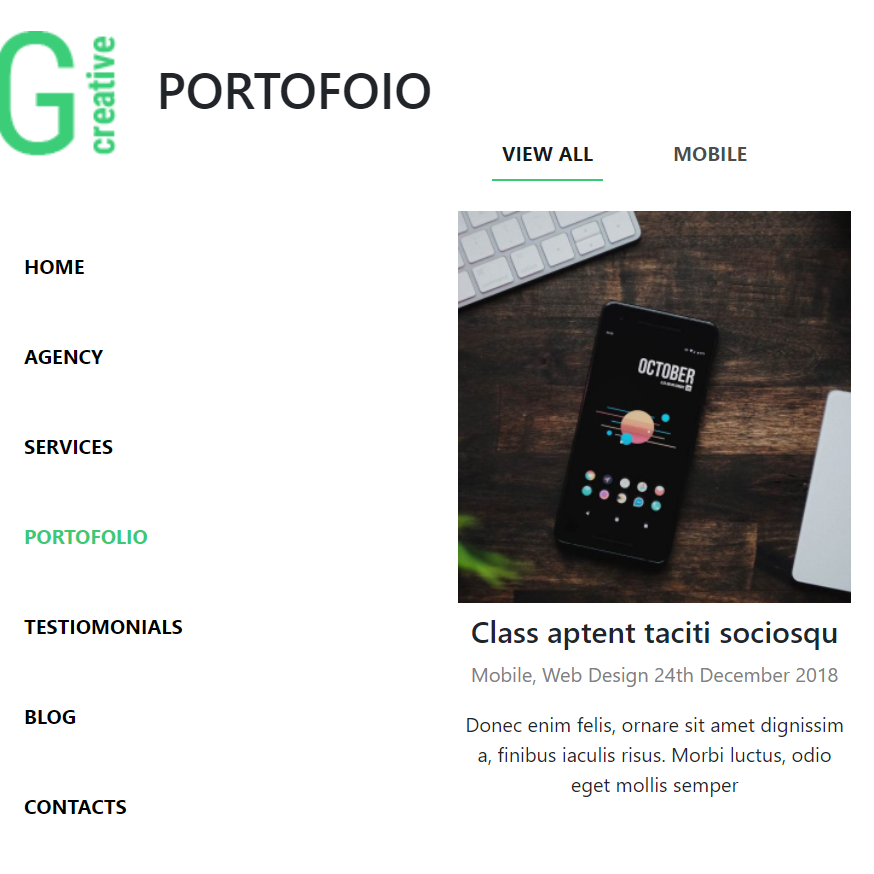 G creative
PORTOFOIO
VIEW ALL MOBILE
HOME
AGENCY
SERVICES
PORTOFOLIO
TESTIOMONIALS
BLOG
CONTACTS
OCTOBER
Class aptent taciti sociosqu
Mobile, Web Design 24th December 2018
Donec enim felis, ornare sit amet dignissim
a, finibus iaculis risus. Morbi luctus, odio
eget mollis semper